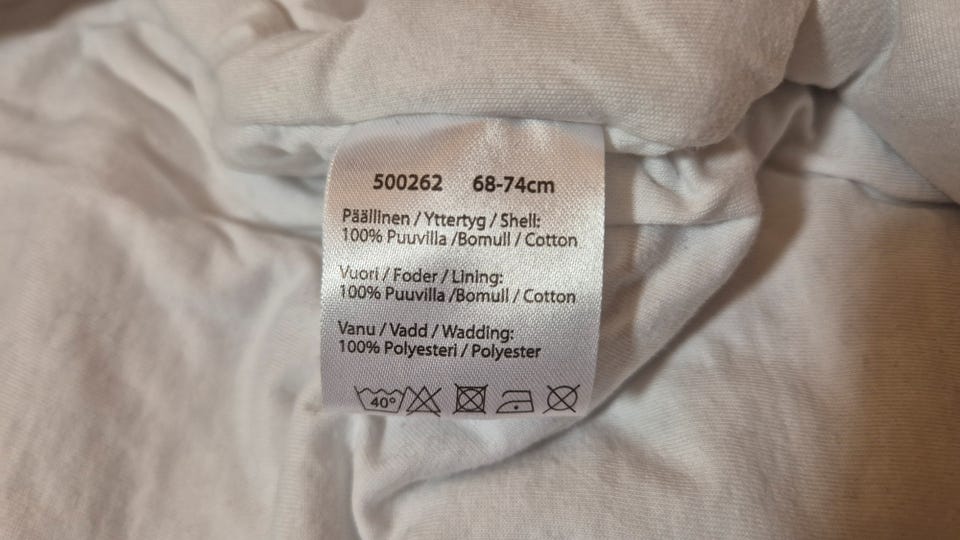 500262 68-74cm
Päällinen / Yttertyg / Shell:
100% Puuvilla /Bomull / Cotton
Vuori / Foder / Lining:
100% Puuvilla /Bomull / Cotton
Vanu / Vadd / Wadding:
100% Polyesteri / Polyester
40°